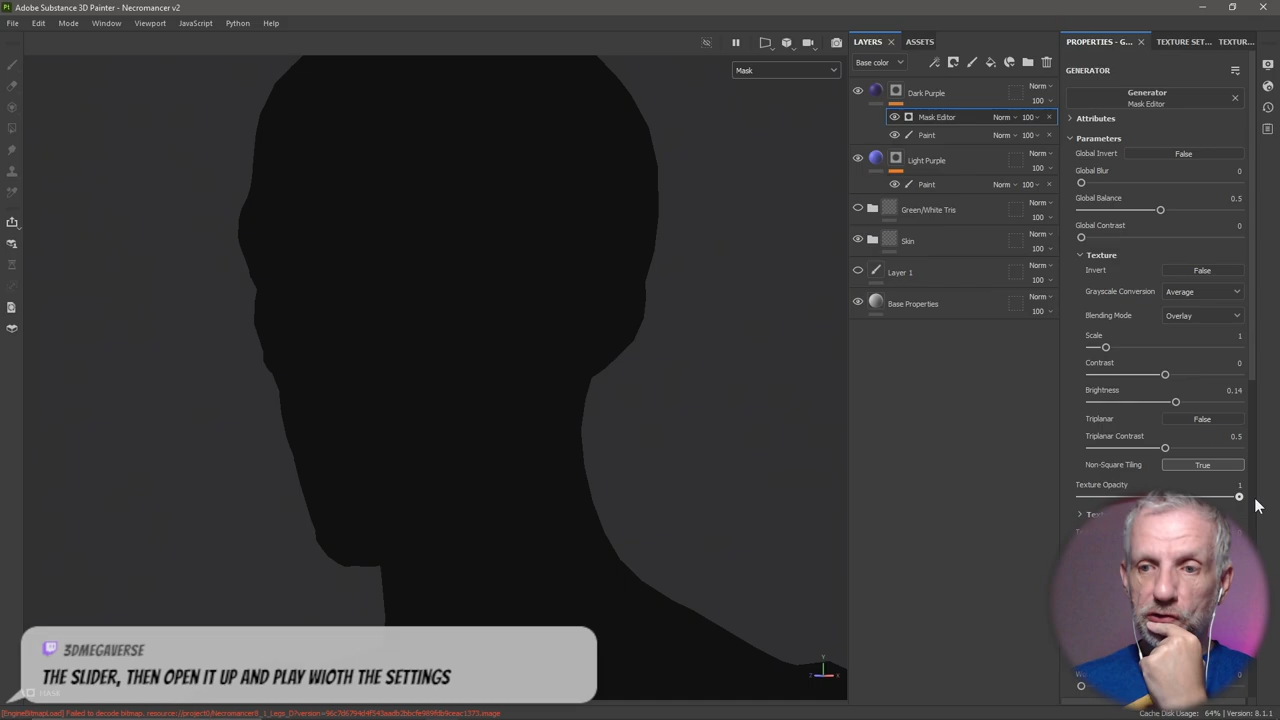 Adobe Substance 3D Painter - Necromancer v2
File Edit Mode Window Viewport JavaScript Python Help
LAYERS ASSETS
PROPERTIES - G... TEXTURE SET... TEXTUR...
Mask
Base color
GENERATOR
Generator
Mask Editor
Dark Purple Norm
100
Mask Editor Norm 100
Paint Norm 100
Light Purple Norm
100
Paint Norm 100
Green/White Tris Norm
100
Skin Norm
100
Layer 1 Norm
100
Base Properties Norm
100
Attributes
Parameters
Global Invert False
Global Blur 0
Global Balance 0.5
Global Contrast 0
Texture
Invert False
Grayscale Conversion Average
Blending Mode Overlay
Scale 1
Contrast 0
Brightness 0.14
Triplanar False
Triplanar Contrast 0.5
Non-Square Tiling True
Texture Opacity 1
0
3DMEGAVERSE
THE SLIDER, THEN OPEN IT UP AND PLAY WIOTH THE SETTINGS
Y
Z X
Cache Disk Usage: 64% | Version: 8.1.1